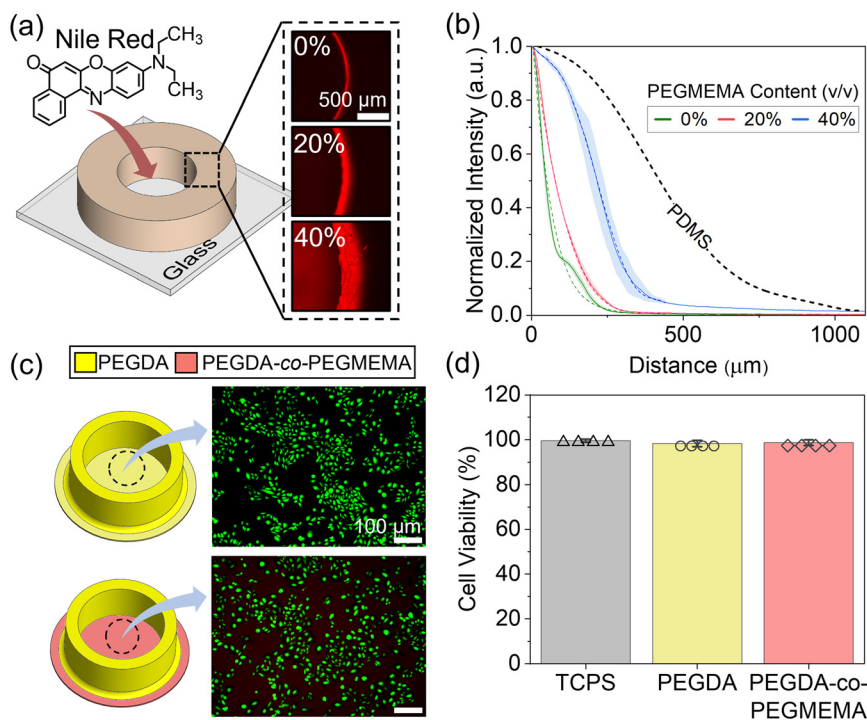 (a)
Nile Red
O
O
N
N
CH3
CH3
Glass
0%
500 µm
20%
40%
(b)
Normalized Intensity (a.u.)
1.0
0.8
0.6
0.4
0.2
0.0
PEGMEMA Content (v/v)
0% 20% 40%
PDMS
0 500 1000
Distance (µm)
(c)
PEGDA PEGDA-co-PEGMEMA
100 µm
(d)
Cell Viability (%)
120
100
80
60
40
20
0
TCPS PEGDA PEGDA-co-
PEGMEMA